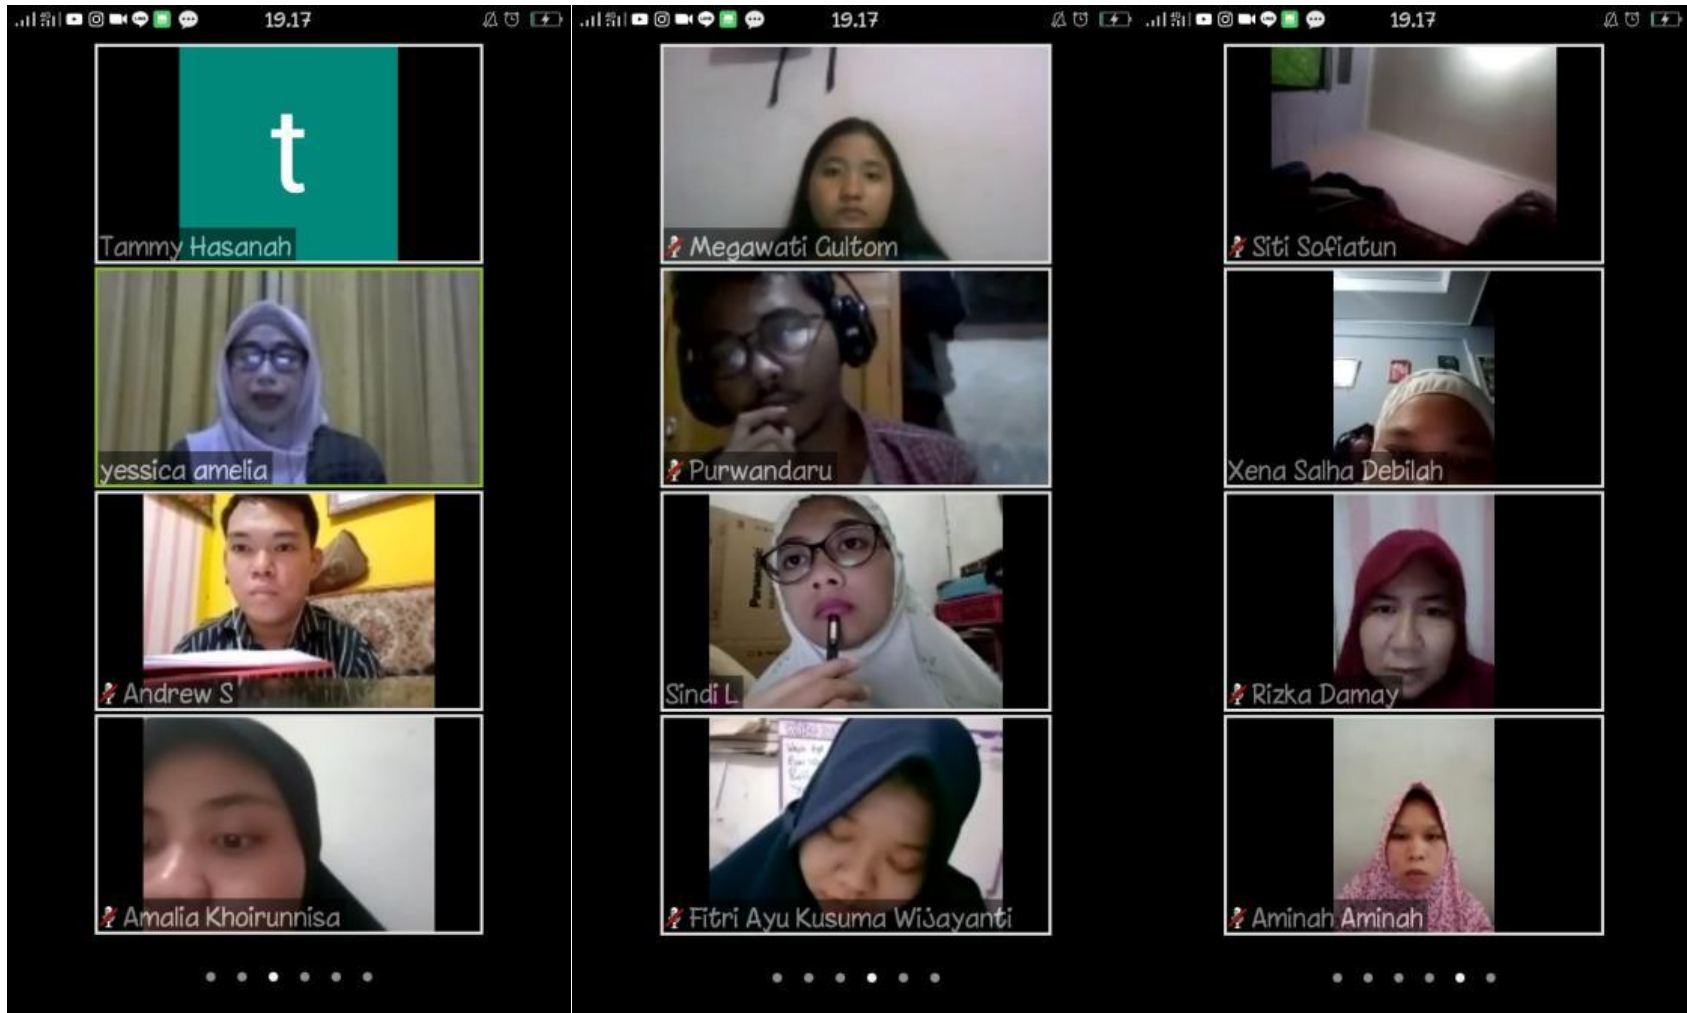 19.17
t
Tammy Hasanah
yessica amelia
Andrew S
Amalia Khoirunnisa
19.17
Megawati Gultom
Purwandaru
Panasonic
Sindi L
Fitri Ayu Kusuma Wijayanti
19.17
Siti Sofiatun
Xena Salha Debilah
Rizka Damay
Aminah Aminah